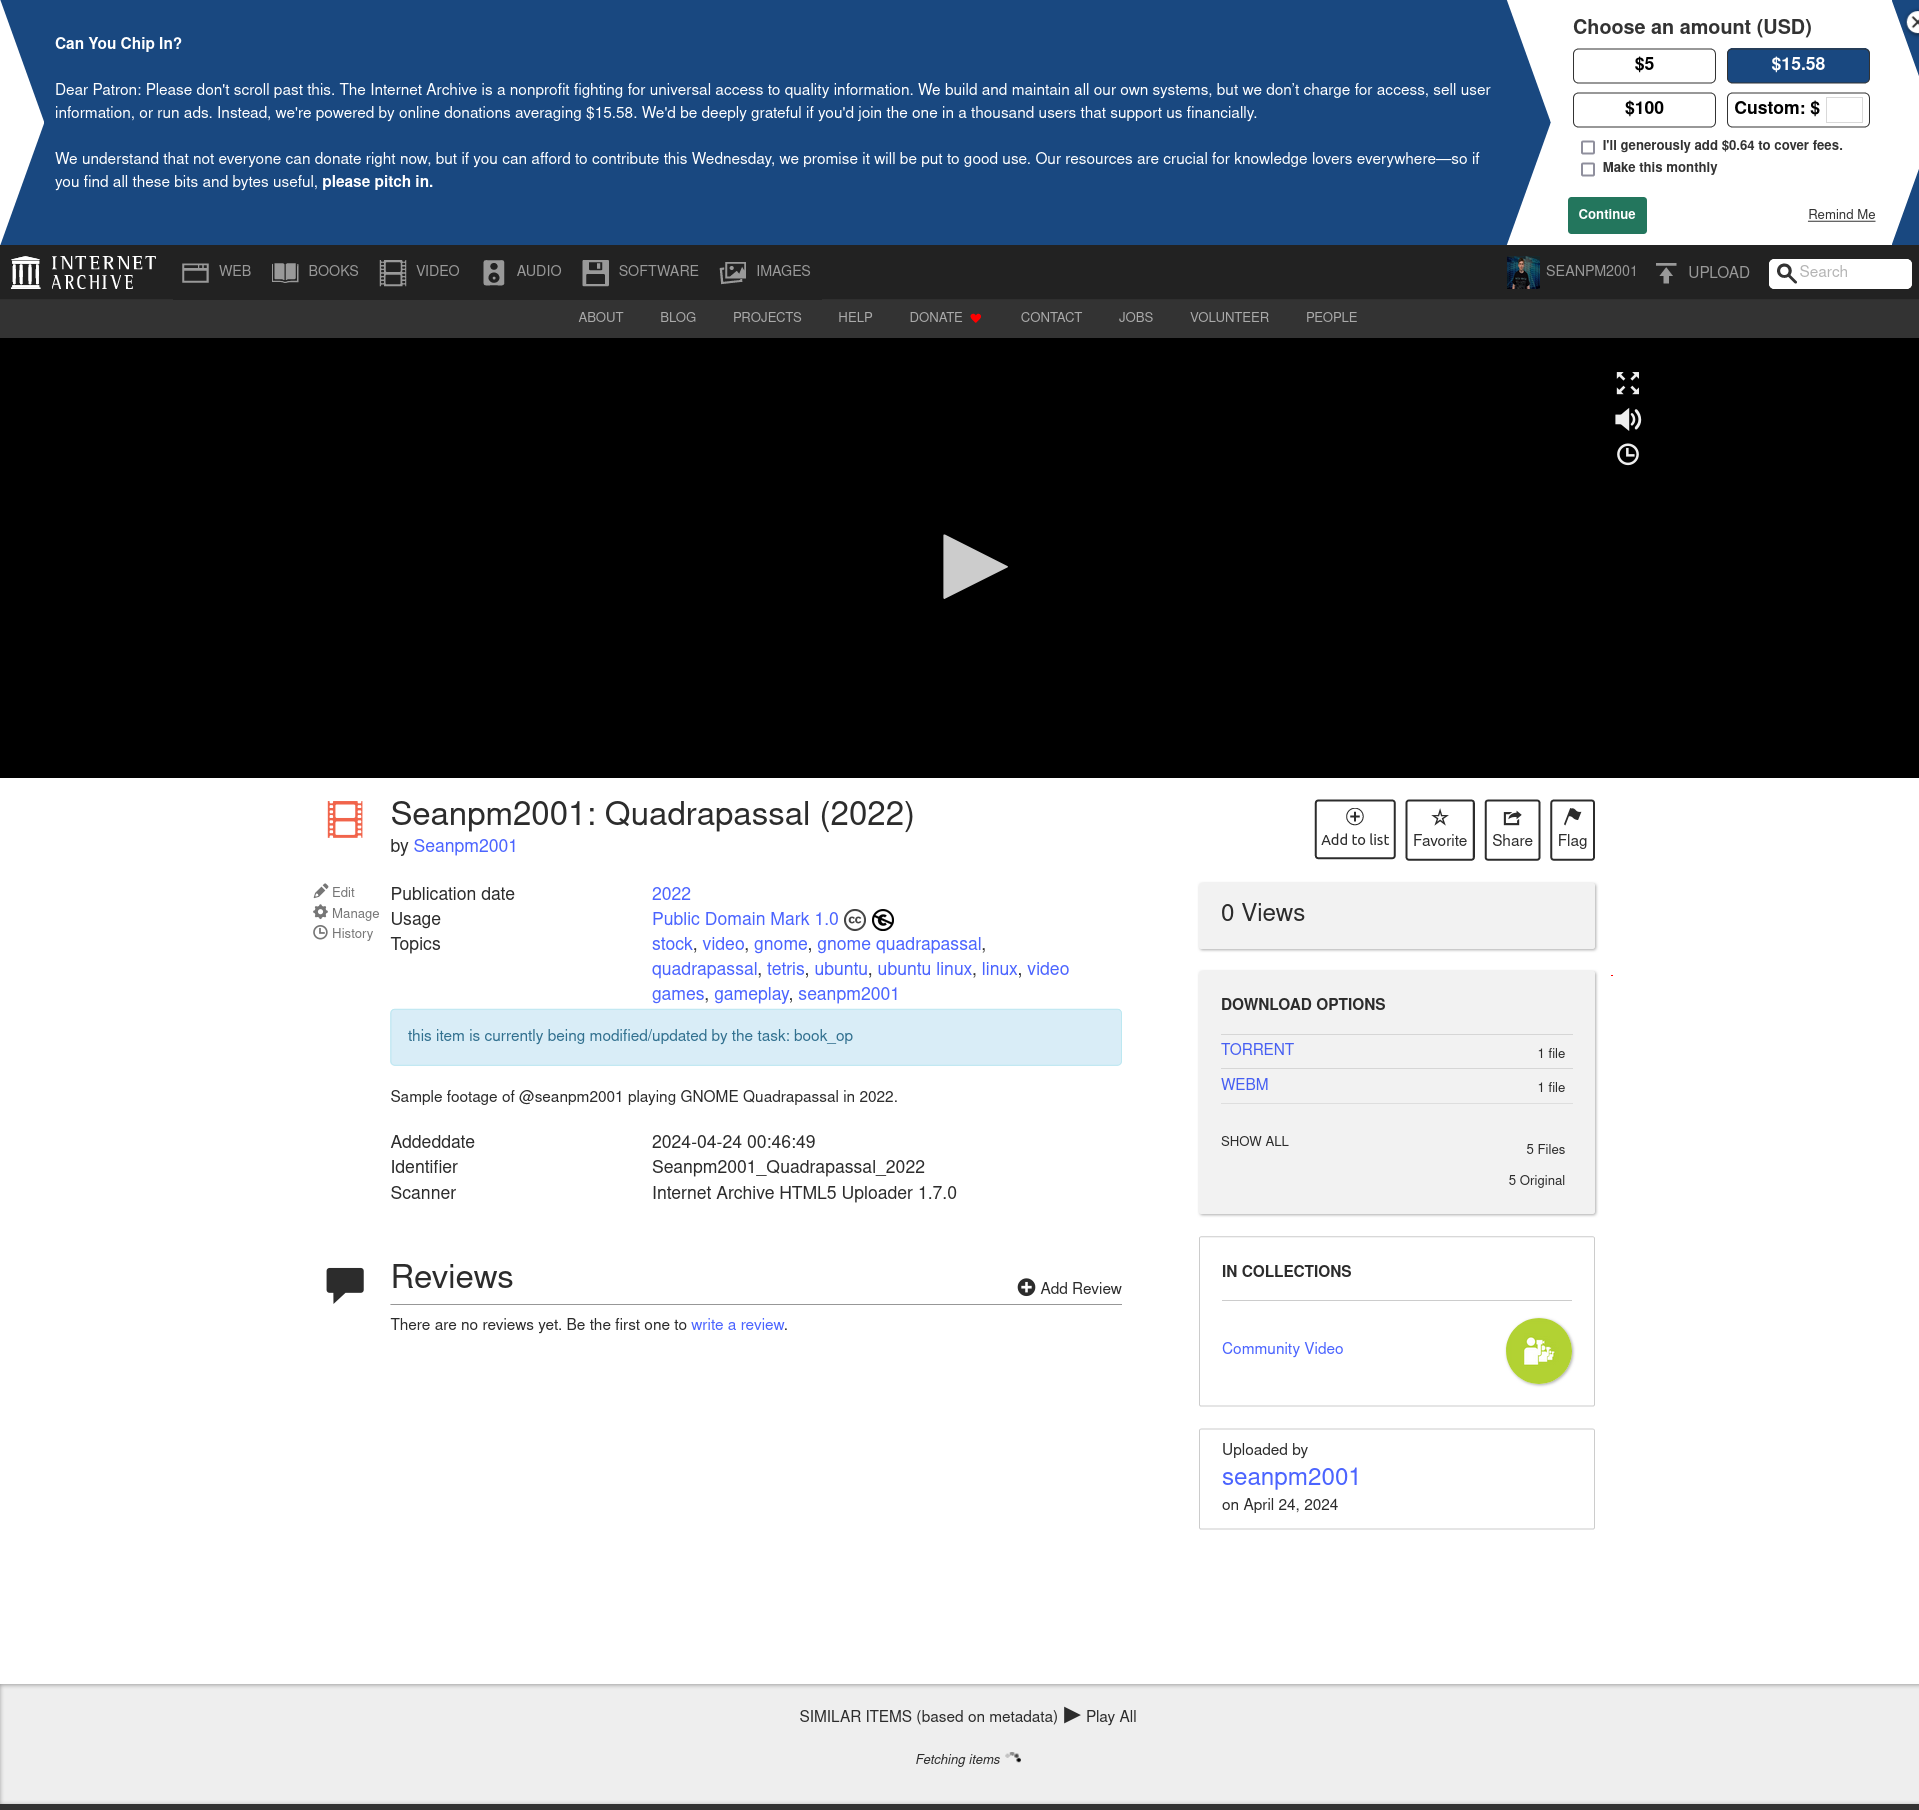 Can You Chip In?
Dear Patron: Please don't scroll past this. The Internet Archive is a nonprofit fighting for universal access to quality information. We build and maintain all our own systems, but we don’t charge for access, sell user
information, or run ads. Instead, we're powered by online donations averaging $15.58. We'd be deeply grateful if you'd join the one in a thousand users that support us financially.
We understand that not everyone can donate right now, but if you can afford to contribute this Wednesday, we promise it will be put to good use. Our resources are crucial for knowledge lovers everywhere—so if
you find all these bits and bytes useful, please pitch in.
Choose an amount (USD)
$5 $15.58
$100 Custom: $
I'll generously add $0.64 to cover fees.
Make this monthly
Continue Remind Me
INTERNET
ARCHIVE
WEB BOOKS VIDEO AUDIO SOFTWARE IMAGES SEANPM2001 UPLOAD Search
ABOUT BLOG PROJECTS HELP DONATE CONTACT JOBS VOLUNTEER PEOPLE
Seanpm2001: Quadrapassal (2022)
by Seanpm2001
Edit
Manage
History
Publication date 2022
Usage Public Domain Mark 1.0 cc
Topics stock, video, gnome, gnome quadrapassal,
quadrapassal, tetris, ubuntu, ubuntu linux, linux, video
games, gameplay, seanpm2001
this item is currently being modified/updated by the task: book_op
Sample footage of @seanpm2001 playing GNOME Quadrapassal in 2022.
Addeddate 2024-04-24 00:46:49
Identifier Seanpm2001_Quadrapassal_2022
Scanner Internet Archive HTML5 Uploader 1.7.0
Reviews
Add Review
There are no reviews yet. Be the first one to write a review.
Add to list Favorite Share Flag
0 Views
DOWNLOAD OPTIONS
TORRENT 1 file
WEBM 1 file
SHOW ALL 5 Files
5 Original
IN COLLECTIONS
Community Video
Uploaded by
seanpm2001
on April 24, 2024
SIMILAR ITEMS (based on metadata) Play All
Fetching items